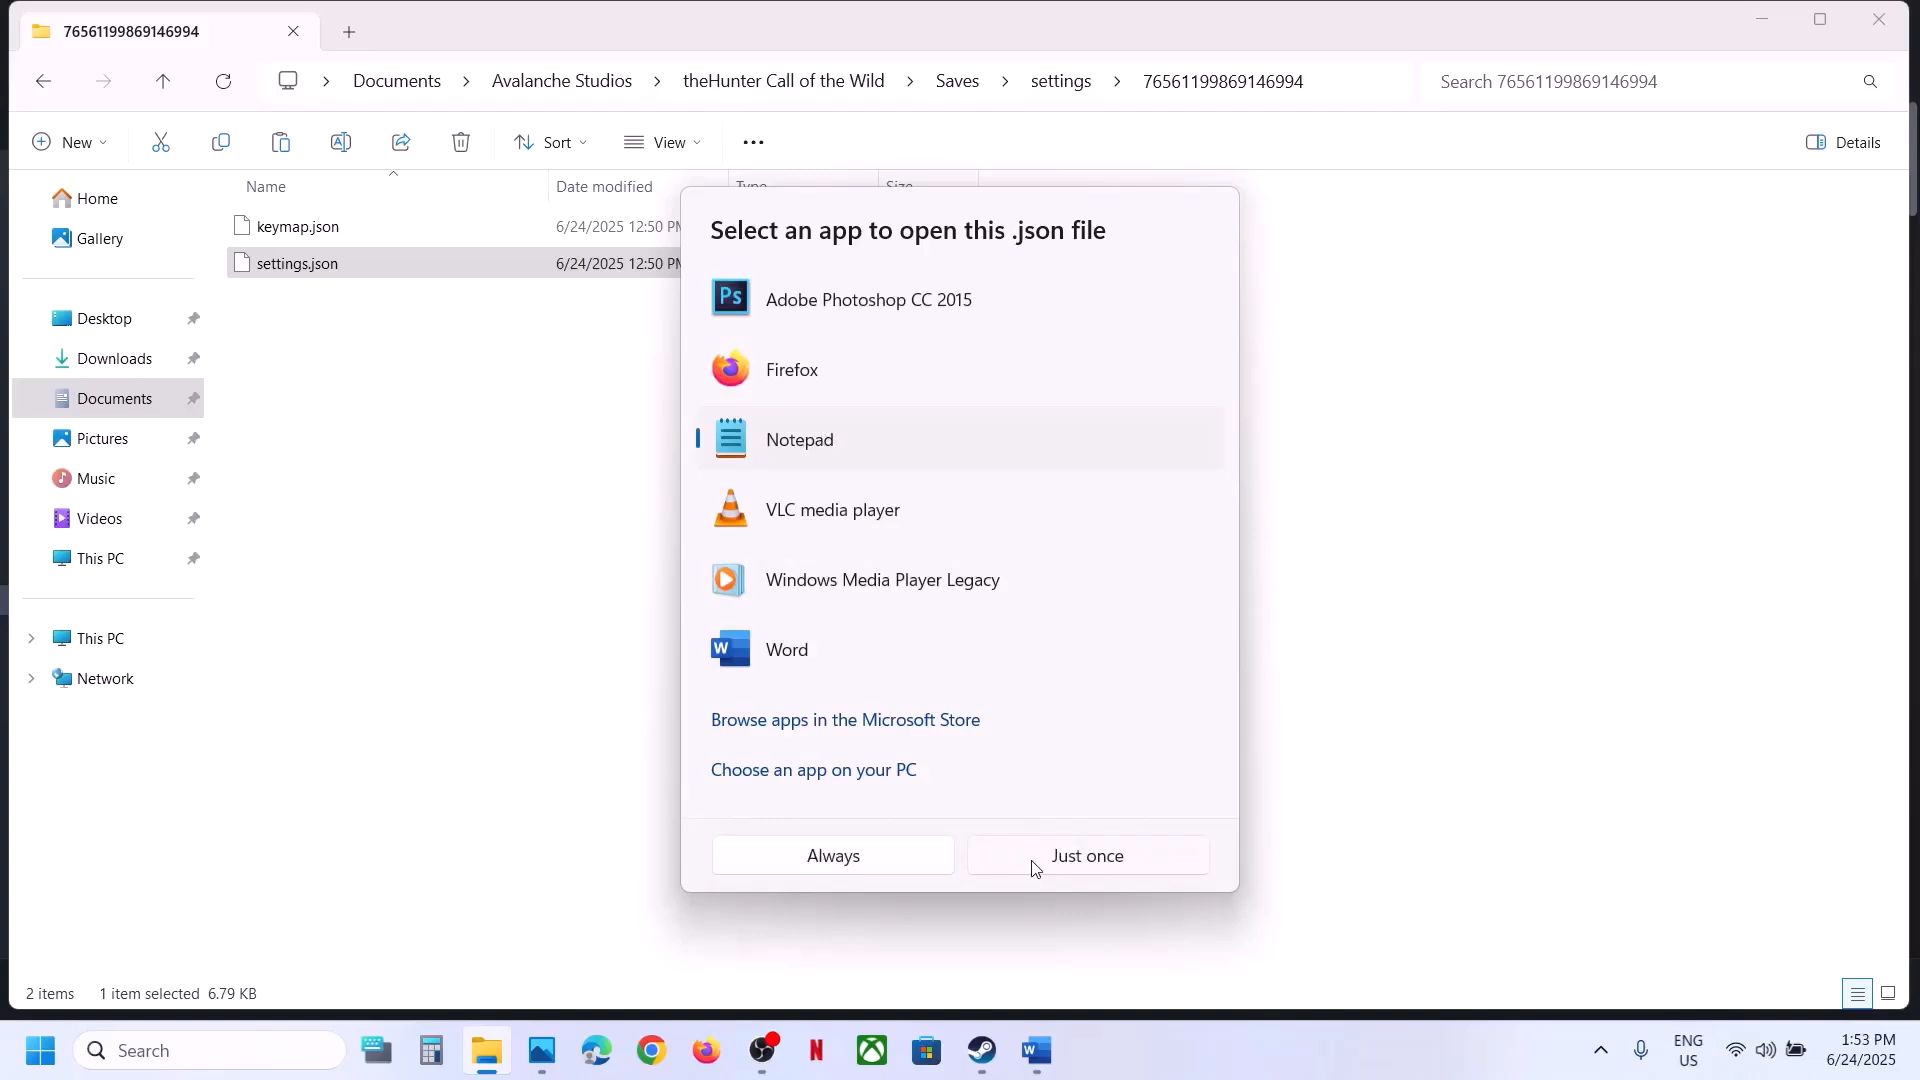 76561199869146994
Documents > Avalanche Studios > theHunter Call of the Wild > Saves > settings > 76561199869146994
Search 76561199869146994
New
Sort
View
Details
Name
Date modified
Type
Size
Home
Gallery
keymap.json
6/24/2025 12:50 PM
settings.json
6/24/2025 12:50 PM
Desktop
Downloads
Documents
Pictures
Music
Videos
This PC
This PC
Network
Select an app to open this .json file
Ps
Adobe Photoshop CC 2015
Firefox
Notepad
VLC media player
Windows Media Player Legacy
W
Word
Browse apps in the Microsoft Store
Choose an app on your PC
Always
Just once
2 items
1 item selected 6.79 KB
Search
N
W
ENG
US
1:53 PM
6/24/2025